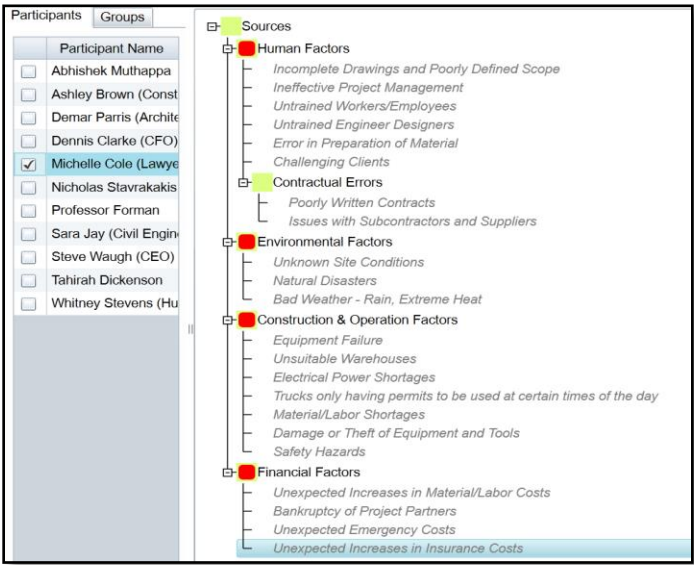 Participants Groups
Participant Name
Abhishek Muthappa
Ashley Brown (Const
Demar Parris (Archite
Dennis Clarke (CFO)
Michelle Cole (Lawye
Nicholas Stavrakakis
Professor Forman
Sara Jay (Civil Engin
Steve Waugh (CEO)
Tahirah Dickenson
Whitney Stevens (Hu
Sources
Human Factors
Incomplete Drawings and Poorly Defined Scope
Ineffective Project Management
Untrained Workers/Employees
Untrained Engineer Designers
Error in Preparation of Material
Challenging Clients
Contractual Errors
Poorly Written Contracts
Issues with Subcontractors and Suppliers
Environmental Factors
Unknown Site Conditions
Natural Disasters
Bad Weather - Rain, Extreme Heat
Construction & Operation Factors
Equipment Failure
Unsuitable Warehouses
Electrical Power Shortages
Trucks only having permits to be used at certain times of the day
Material/Labor Shortages
Damage or Theft of Equipment and Tools
Safety Hazards
Financial Factors
Unexpected Increases in Material/Labor Costs
Bankruptcy of Project Partners
Unexpected Emergency Costs
Unexpected Increases in Insurance Costs